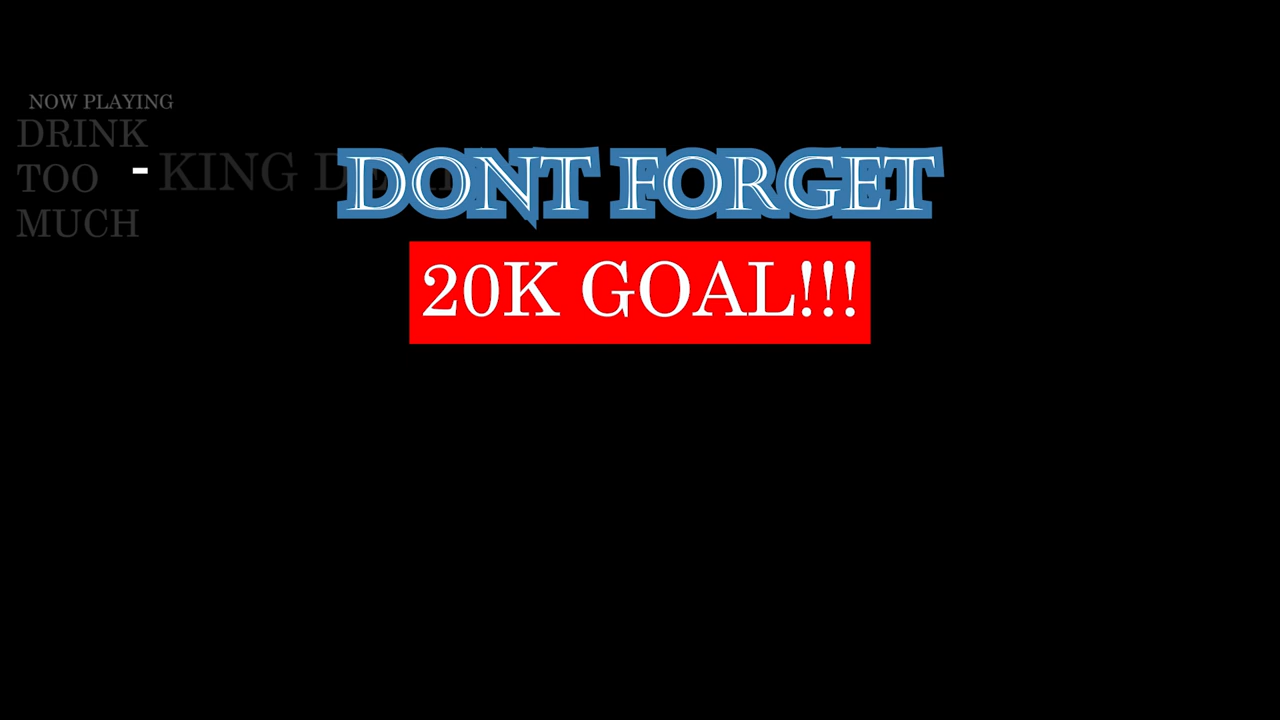 NOW PLAYING
DRINK
TOO
MUCH
- KING
DONT FORGET
20K GOAL!!!